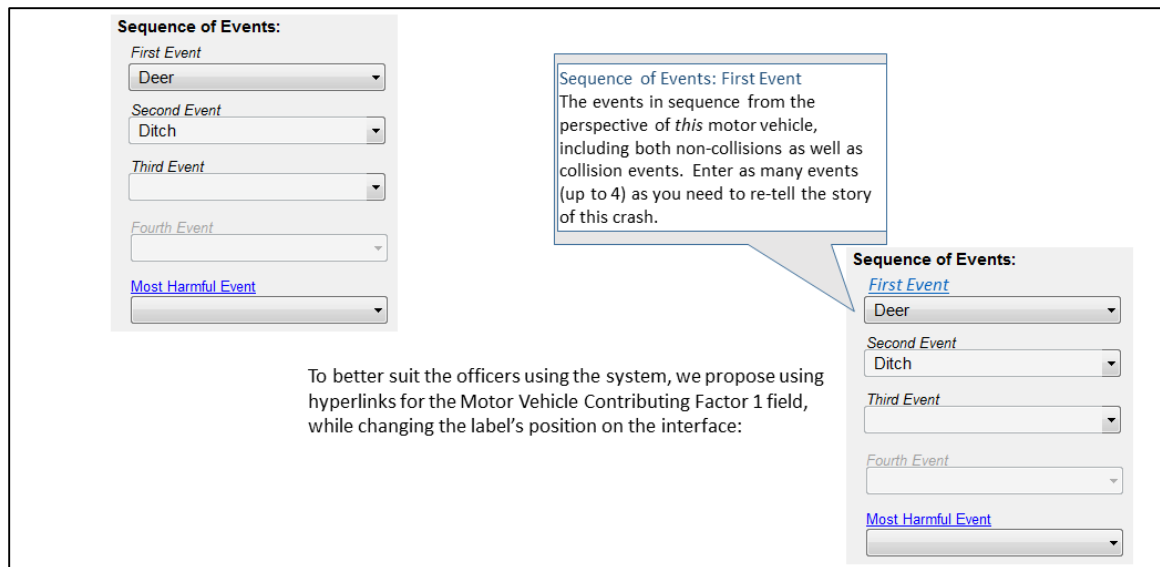 Sequence of Events:
First Event
Deer
Second Event
Ditch
Third Event
Fourth Event
Most Harmful Event
Sequence of Events: First Event
The events in sequence from the
perspective of this motor vehicle,
including both non-collisions as well as
collision events. Enter as many events
(up to 4) as you need to re-tell the story
of this crash.
To better suit the officers using the system, we propose using
hyperlinks for the Motor Vehicle Contributing Factor 1 field,
while changing the label’s position on the interface:
Sequence of Events:
First Event
Deer
Second Event
Ditch
Third Event
Fourth Event
Most Harmful Event